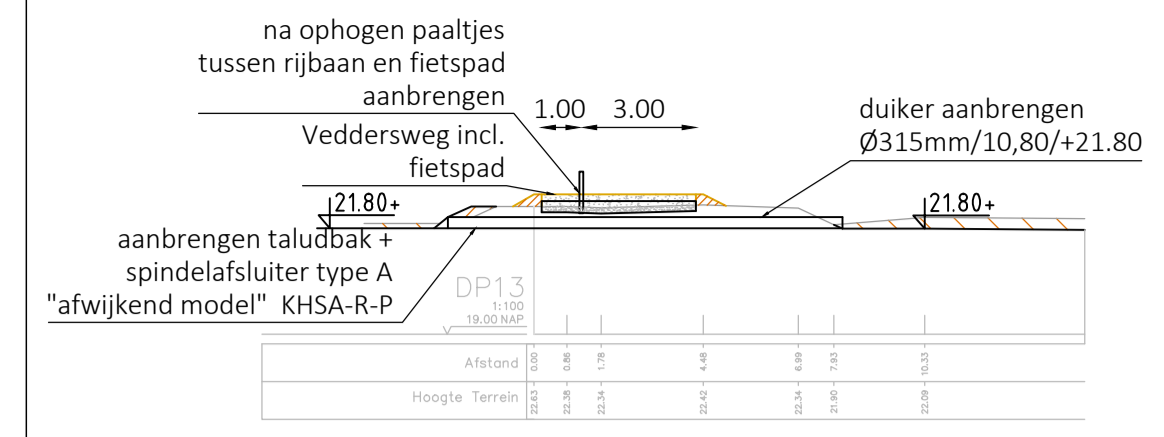 na ophogen paaltjes
tussen rijbaan en fietspad
aanbrengen
1.00 3.00
Veddersweg incl.
fietspad
duiker aanbrengen
Ø315mm/10,80/+21.80
21.80+
21.80+
aanbrengen taludbak +
spindelafsluiter type A
"afwijkend model" KHSA-R-P
DP13
1:100
19.00 NAP
Afstand 0.00 0.86 1.78 4.48 6.99 7.93 10.33
Hoogte Terrein 22.63 22.38 22.34 22.42 22.34 21.90 22.09